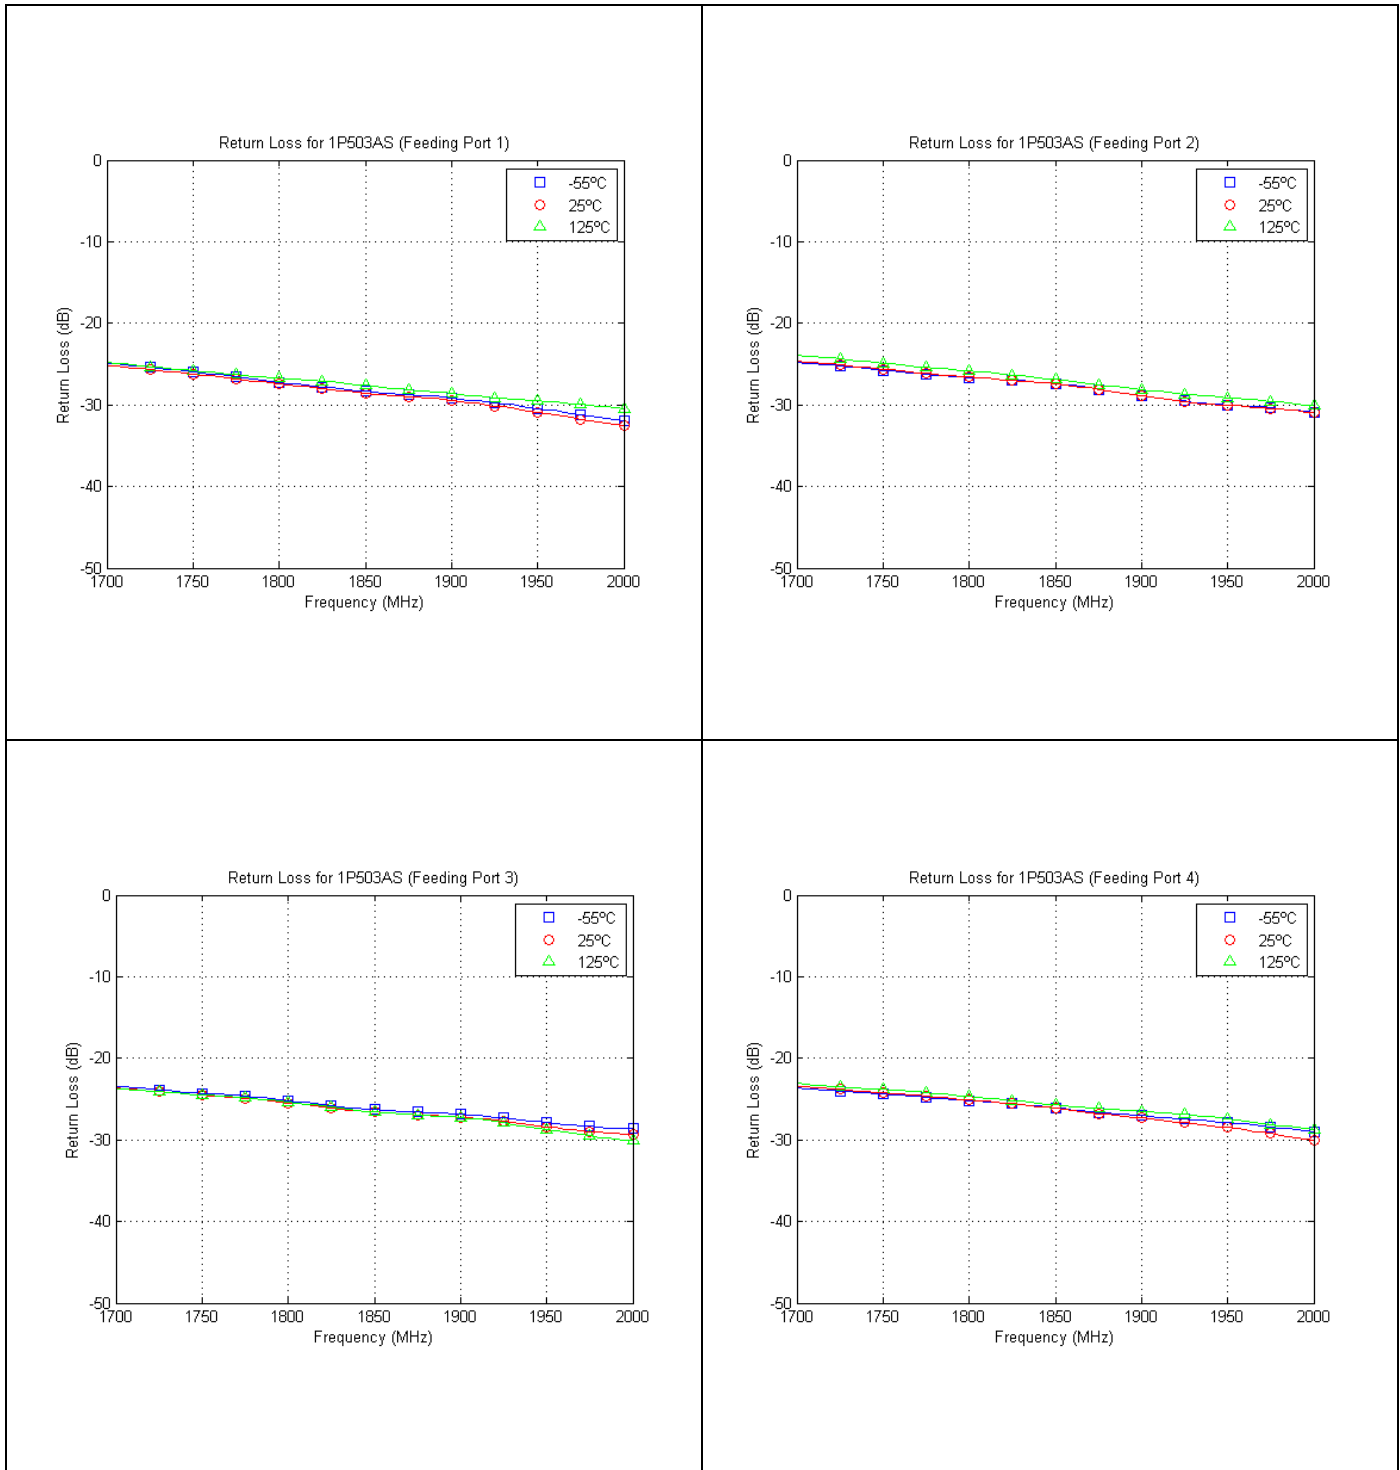 Return Loss for 1P503AS (Feeding Port 1)
0
-10
-20
-30
-40
-50
Return Loss (dB)
-55ºC
25ºC
125ºC
1700 1750 1800 1850 1900 1950 2000
Frequency (MHz)
Return Loss for 1P503AS (Feeding Port 2)
0
-10
-20
-30
-40
-50
Return Loss (dB)
-55ºC
25ºC
125ºC
1700 1750 1800 1850 1900 1950 2000
Frequency (MHz)
Return Loss for 1P503AS (Feeding Port 3)
0
-10
-20
-30
-40
-50
Return Loss (dB)
-55ºC
25ºC
125ºC
1700 1750 1800 1850 1900 1950 2000
Frequency (MHz)
Return Loss for 1P503AS (Feeding Port 4)
0
-10
-20
-30
-40
-50
Return Loss (dB)
-55ºC
25ºC
125ºC
1700 1750 1800 1850 1900 1950 2000
Frequency (MHz)